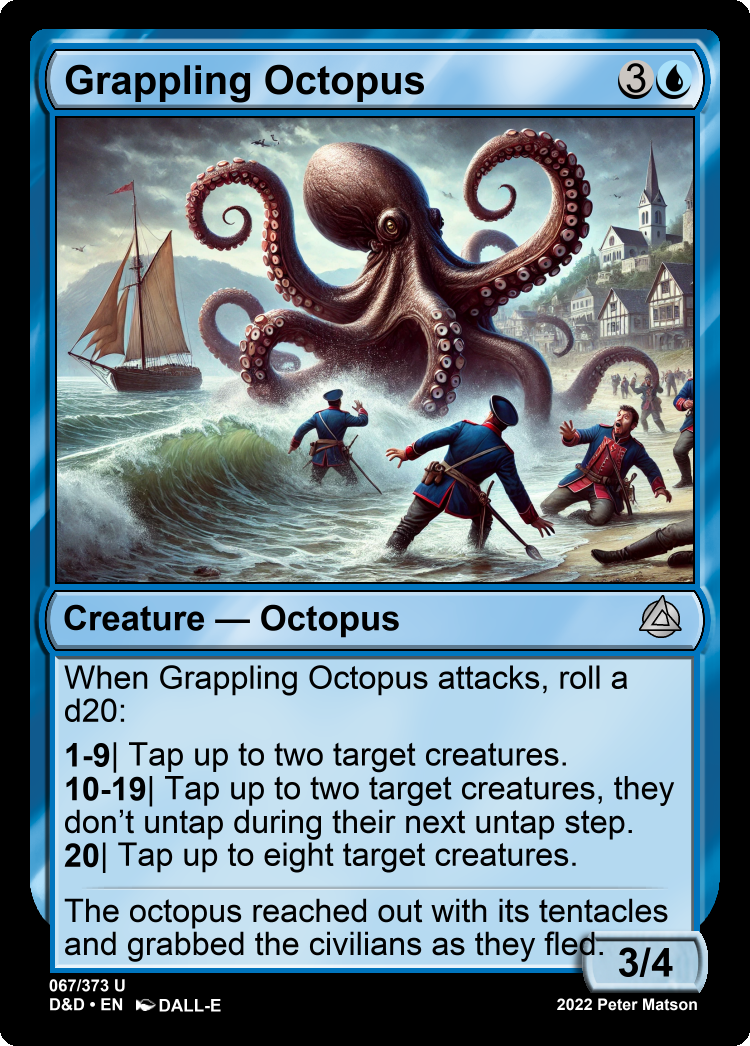 Grappling Octopus 3
Creature — Octopus
When Grappling Octopus attacks, roll a
d20:
1-9| Tap up to two target creatures.
10-19| Tap up to two target creatures, they
don't untap during their next untap step.
20| Tap up to eight target creatures.
The octopus reached out with its tentacles
and grabbed the civilians as they fled.
3/4
067/373 U
D&D • EN DALL-E
2022 Peter Matson